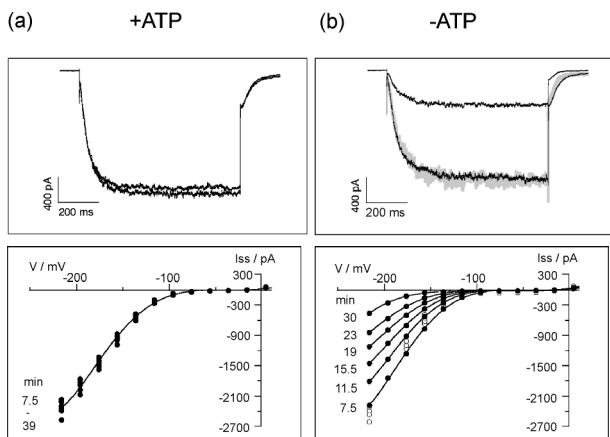 (a) +ATP
(b) -ATP
400 pA
200 ms
400 pA
200 ms
V / mV
Iss / pA
-200
-100
300
-300
-900
-1500
-2100
-2700
min
7.5
-
39
V / mV
Iss / pA
-200
-100
300
-300
-900
-1500
-2100
-2700
min
30
23
19
15.5
11.5
7.5